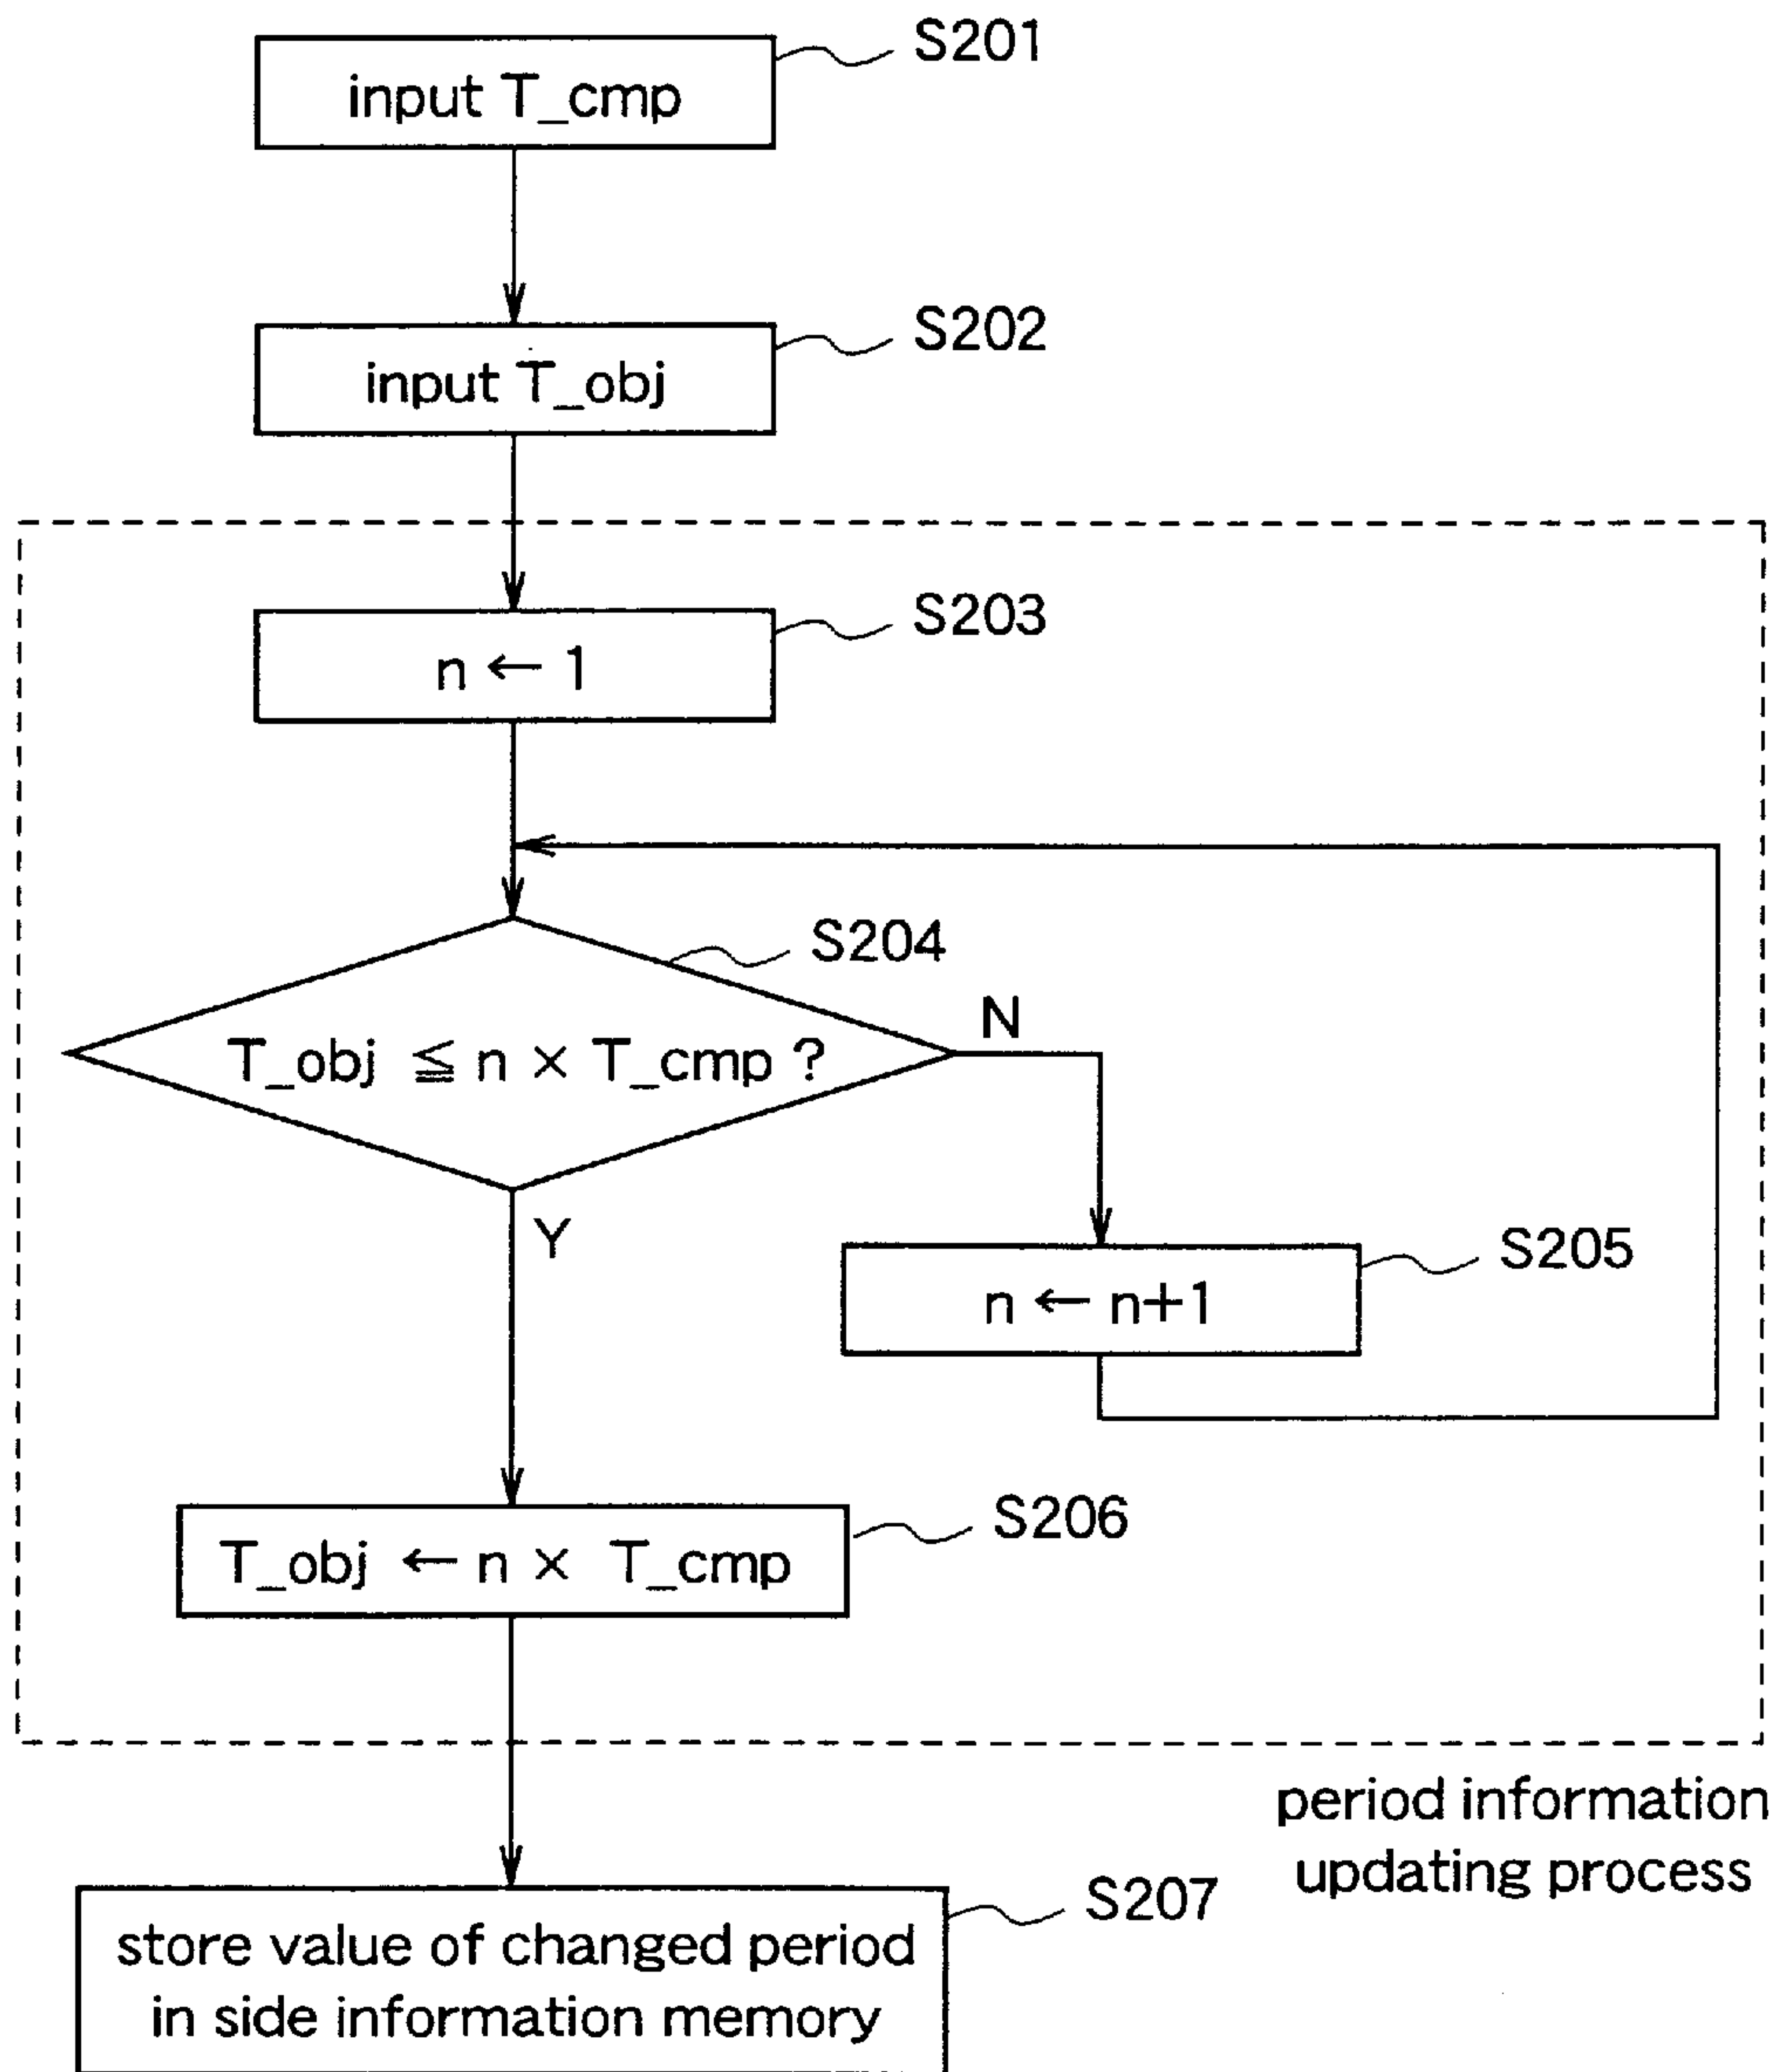 S201
input T_cmp
S202
input T_obj
S203
n ← 1
S204
T_obj ≦ n × T_cmp ?
N
Y
S205
n ← n+1
S206
T_obj ← n × T_cmp
period information
updating process
S207
store value of changed period
in side information memory